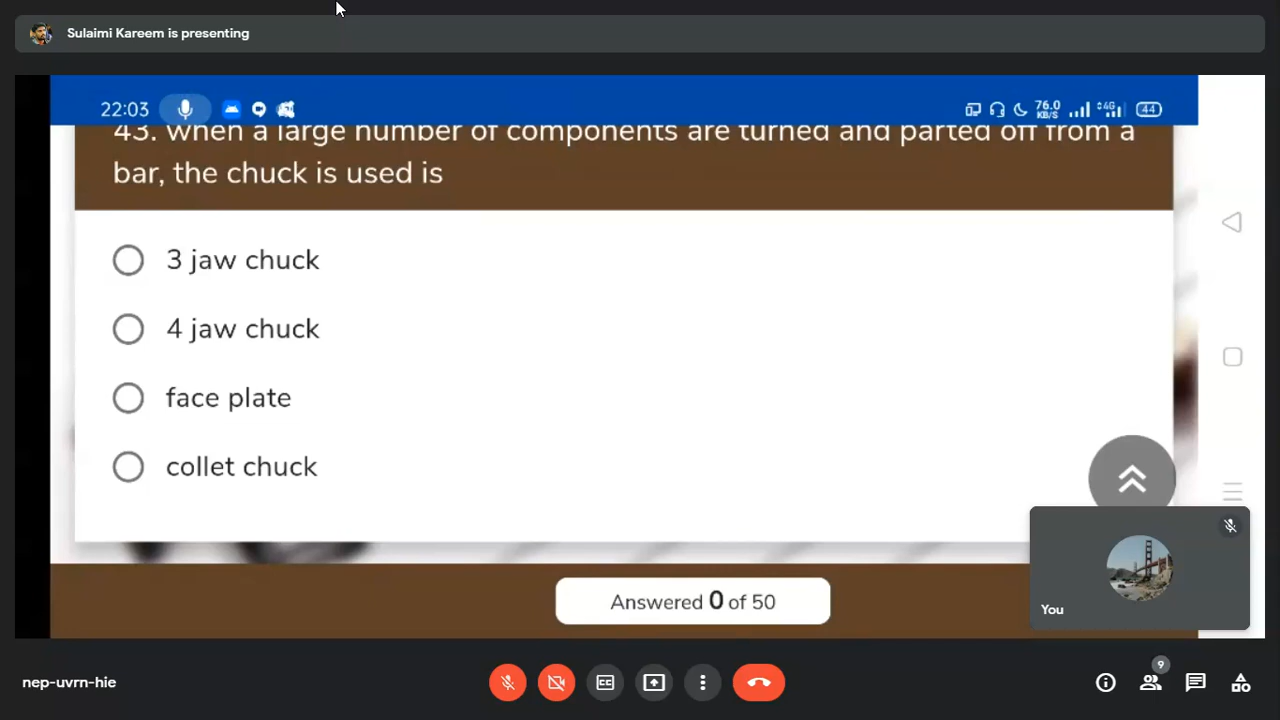 Sulaimi Kareem is presenting
22:03
76.0
KB/S
4G
44
43. when a large number of components are turned and parted off from a
bar, the chuck is used is
3 jaw chuck
4 jaw chuck
face plate
collet chuck
Answered 0 of 50
You
nep-uvrn-hie
CC
9